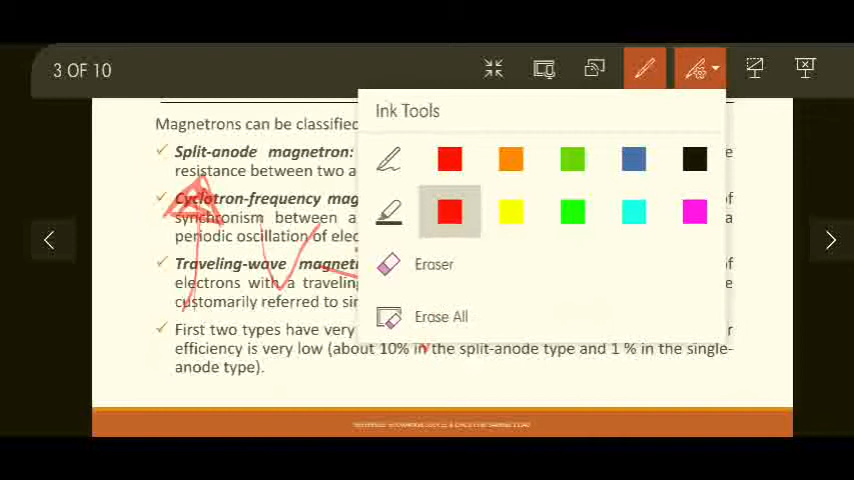 3 OF 10
Ink Tools
Magnetrons can be classified
Split-anode magnetron: e
resistance between two a
Cyclotron-frequency mag of
synchronism between a a
periodic oscillation of elec
Traveling-wave magnet of
electrons with a traveling e
customarily referred to sim
Eraser
Erase All
First two types have very r
efficiency is very low (about 10% in the split-anode type and 1 % in the single-
anode type).